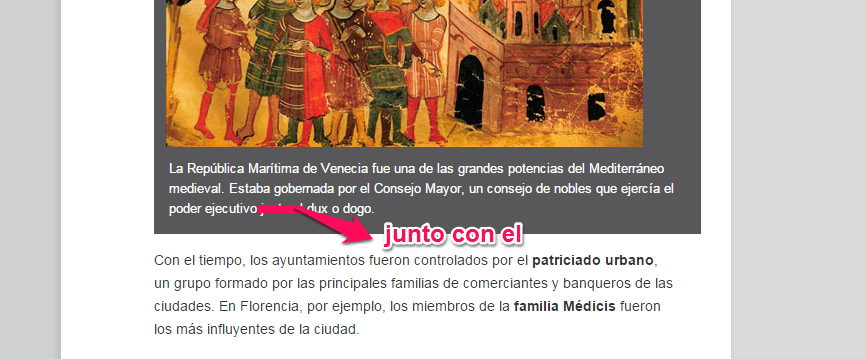 La República Marítima de Venecia fue una de las grandes potencias del Mediterráneo
medieval. Estaba gobernada por el Consejo Mayor, un consejo de nobles que ejercía el
poder ejecutivo dux o dogo.
junto con el
Con el tiempo, los ayuntamientos fueron controlados por el patriciado urbano,
un grupo formado por las principales familias de comerciantes y banqueros de las
ciudades. En Florencia, por ejemplo, los miembros de la familia Médicis fueron
los más influyentes de la ciudad.